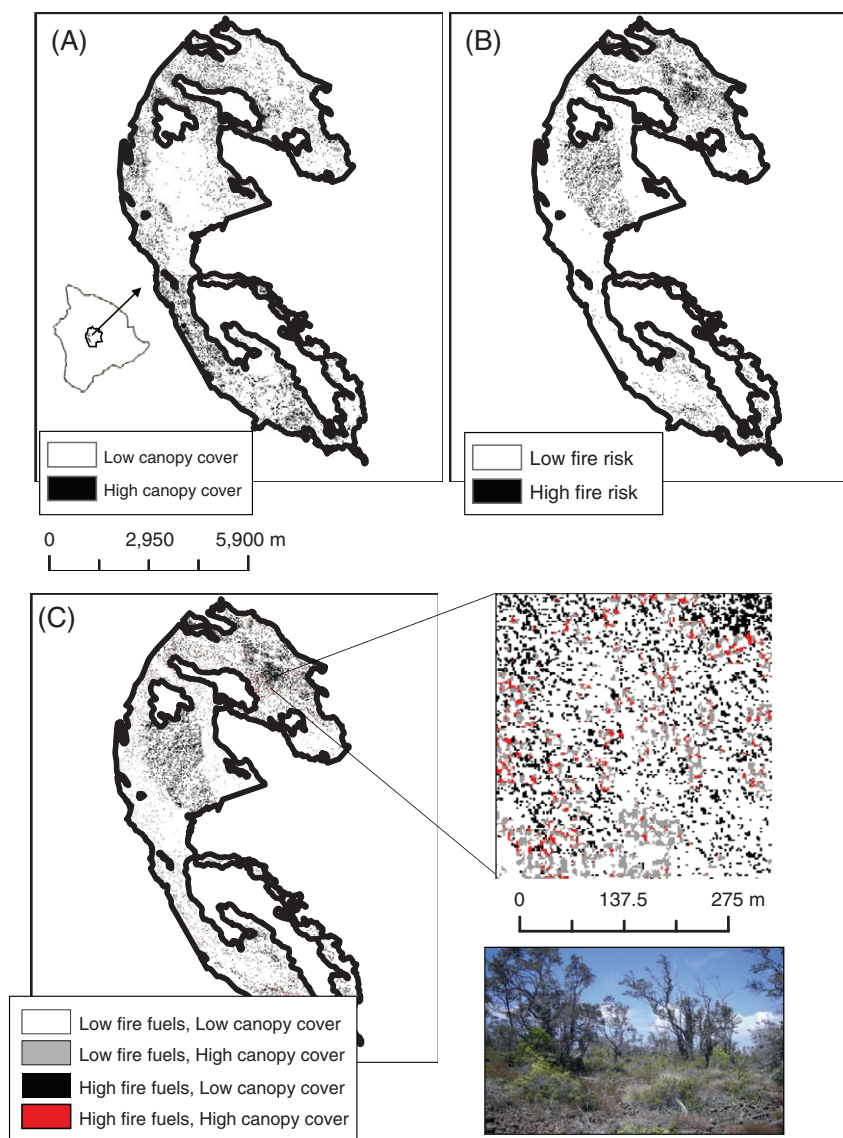 (A)
(B)
Low canopy cover
High canopy cover
Low fire risk
High fire risk
0 2,950 5,900 m
(C)
0 137.5 275 m
Low fire fuels, Low canopy cover
Low fire fuels, High canopy cover
High fire fuels, Low canopy cover
High fire fuels, High canopy cover